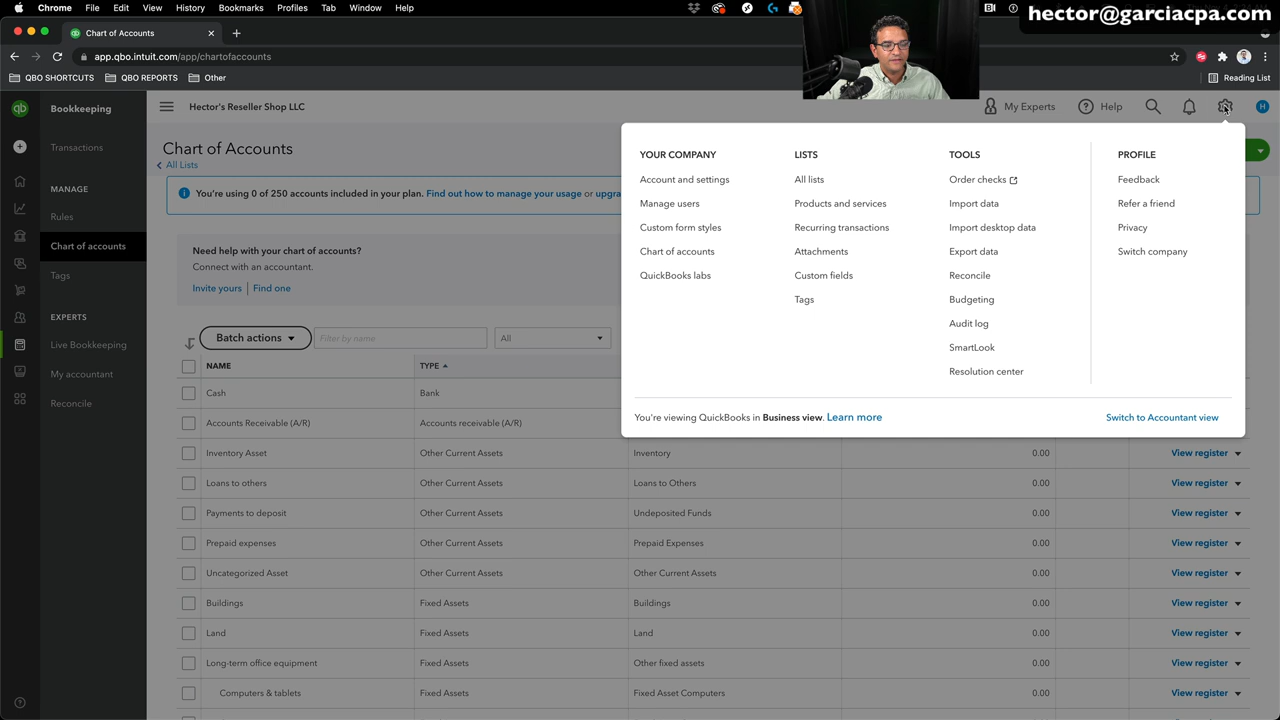 Chrome File Edit View History Bookmarks Profiles Tab Window Help
hector@garciacpa.com
Chart of Accounts
app.qbo.intuit.com/app/chartofaccounts
QBO SHORTCUTS QBO REPORTS Other Reading List
qb Bookkeeping Hector's Reseller Shop LLC My Experts Help H
Transactions
MANAGE
Rules
Chart of accounts
Tags
EXPERTS
Live Bookkeeping
My accountant
Reconcile
Chart of Accounts
All Lists
You're using 0 of 250 accounts included in your plan. Find out how to manage your usage or upgra
Need help with your chart of accounts?
Connect with an accountant.
Invite yours Find one
YOUR COMPANY
Account and settings
Manage users
Custom form styles
Chart of accounts
QuickBooks labs
LISTS
All lists
Products and services
Recurring transactions
Attachments
Custom fields
Tags
TOOLS
Order checks
Import data
Import desktop data
Export data
Reconcile
Budgeting
Audit log
SmartLook
Resolution center
PROFILE
Feedback
Refer a friend
Privacy
Switch company
You're viewing QuickBooks in Business view. Learn more Switch to Accountant view
Batch actions Filter by name All
NAME TYPE
Cash Bank
Accounts Receivable (A/R) Accounts receivable (A/R)
Inventory Asset Other Current Assets Inventory 0.00 View register
Loans to others Other Current Assets Loans to Others 0.00 View register
Payments to deposit Other Current Assets Undeposited Funds 0.00 View register
Prepaid expenses Other Current Assets Prepaid Expenses 0.00 View register
Uncategorized Asset Other Current Assets Other Current Assets 0.00 View register
Buildings Fixed Assets Buildings 0.00 View register
Land Fixed Assets Land 0.00 View register
Long-term office equipment Fixed Assets Other fixed assets 0.00 View register
Computers & tablets Fixed Assets Fixed Asset Computers 0.00 View register